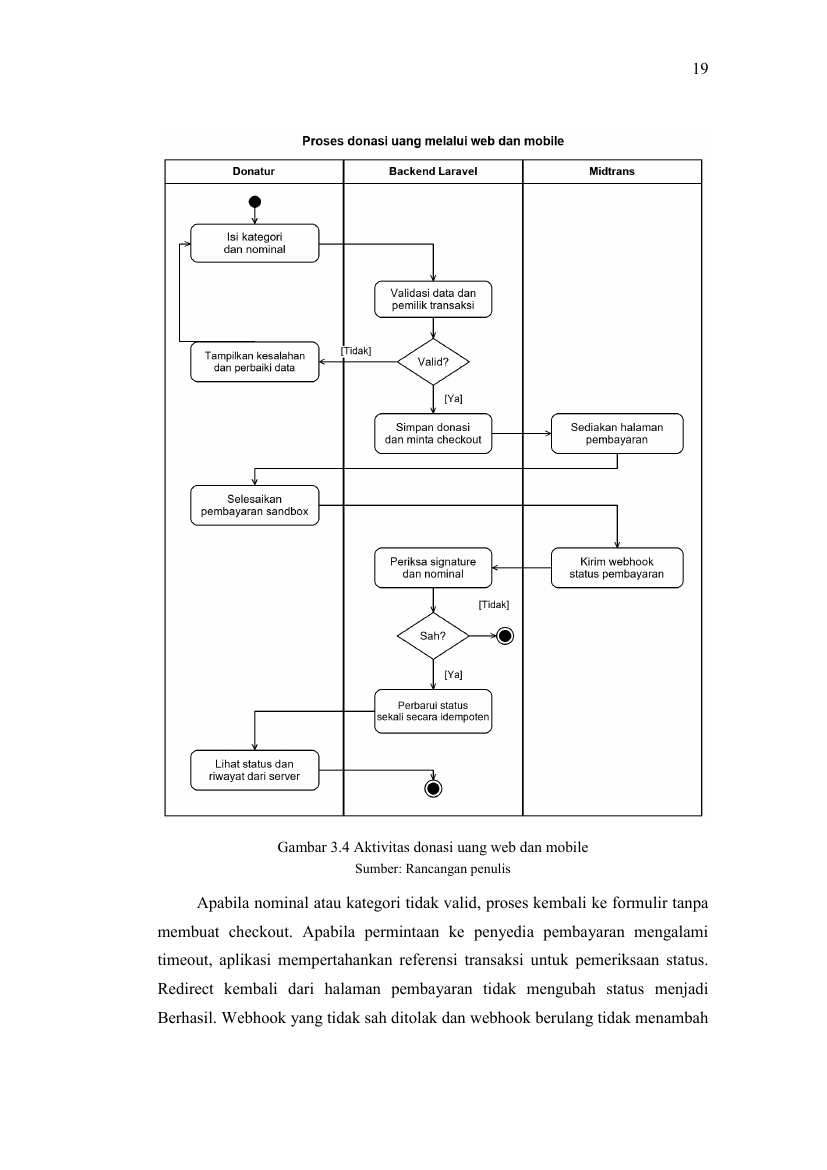 19
Proses donasi uang melalui web dan mobile
Donatur
Backend Laravel
Midtrans
Isi kategori
dan nominal
Validasi data dan
pemilik transaksi
Tampilkan kesalahan
dan perbaiki data
[Tidak]
Valid?
[Ya]
Simpan donasi
dan minta checkout
Sediakan halaman
pembayaran
Selesaikan
pembayaran sandbox
Periksa signature
dan nominal
Kirim webhook
status pembayaran
[Tidak]
Sah?
[Ya]
Perbarui status
sekali secara idempoten
Lihat status dan
riwayat dari server
Gambar 3.4 Aktivitas donasi uang web dan mobile
Sumber: Rancangan penulis
Apabila nominal atau kategori tidak valid, proses kembali ke formulir tanpa
membuat checkout. Apabila permintaan ke penyedia pembayaran mengalami
timeout, aplikasi mempertahankan referensi transaksi untuk pemeriksaan status.
Redirect kembali dari halaman pembayaran tidak mengubah status menjadi
Berhasil. Webhook yang tidak sah ditolak dan webhook berulang tidak menambah